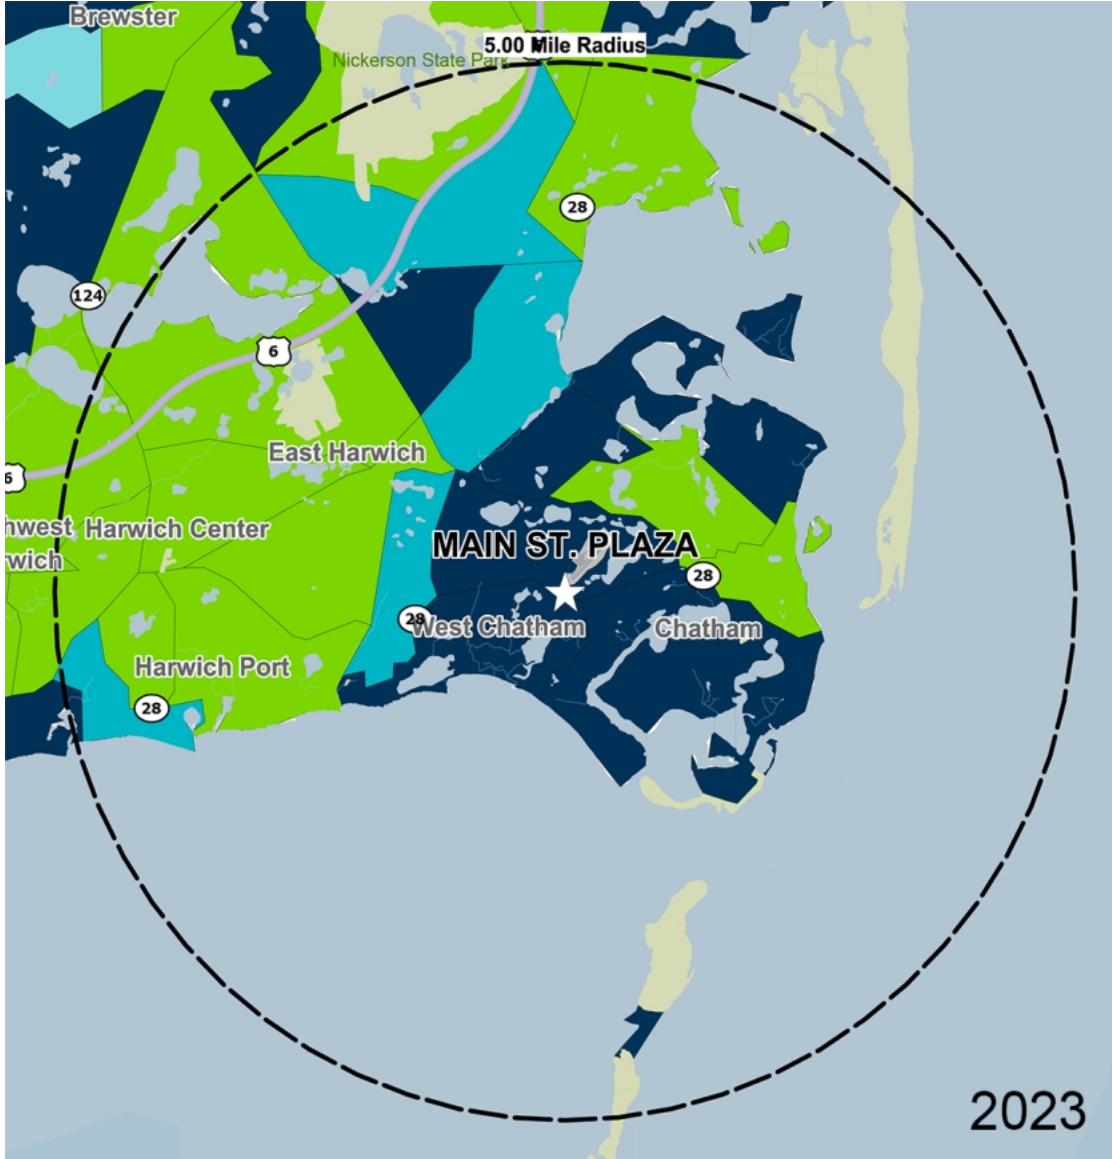 Brewster
5.00 Mile Radius
Nickerson State Park
28
124
6
East Harwich
6
hwest
rwich
Harwich Center
MAIN ST. PLAZA
28
28
West Chatham
Chatham
Harwich Port
28
2023